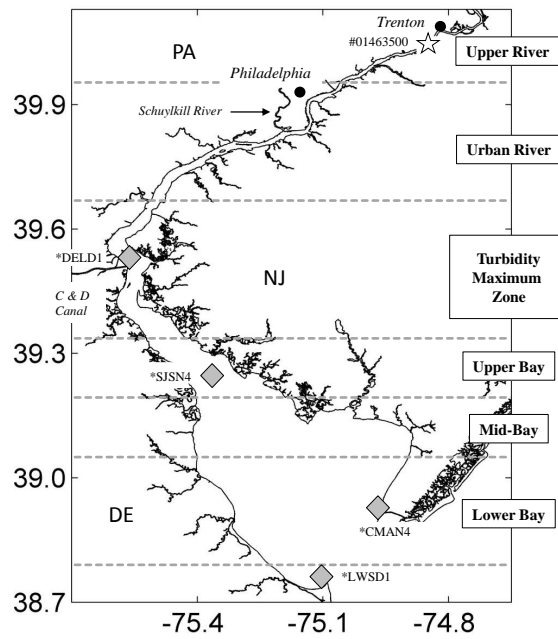 Trenton
#01463500
PA
Upper River
Philadelphia
39.9
Schuylkill River
Urban River
39.6
*DELD1
NJ
Turbidity
Maximum
Zone
C & D
Canal
39.3
*SJSN4
Upper Bay
Mid-Bay
39.0
DE
Lower Bay
*CMAN4
*LWSD1
38.7
-75.4
-75.1
-74.8